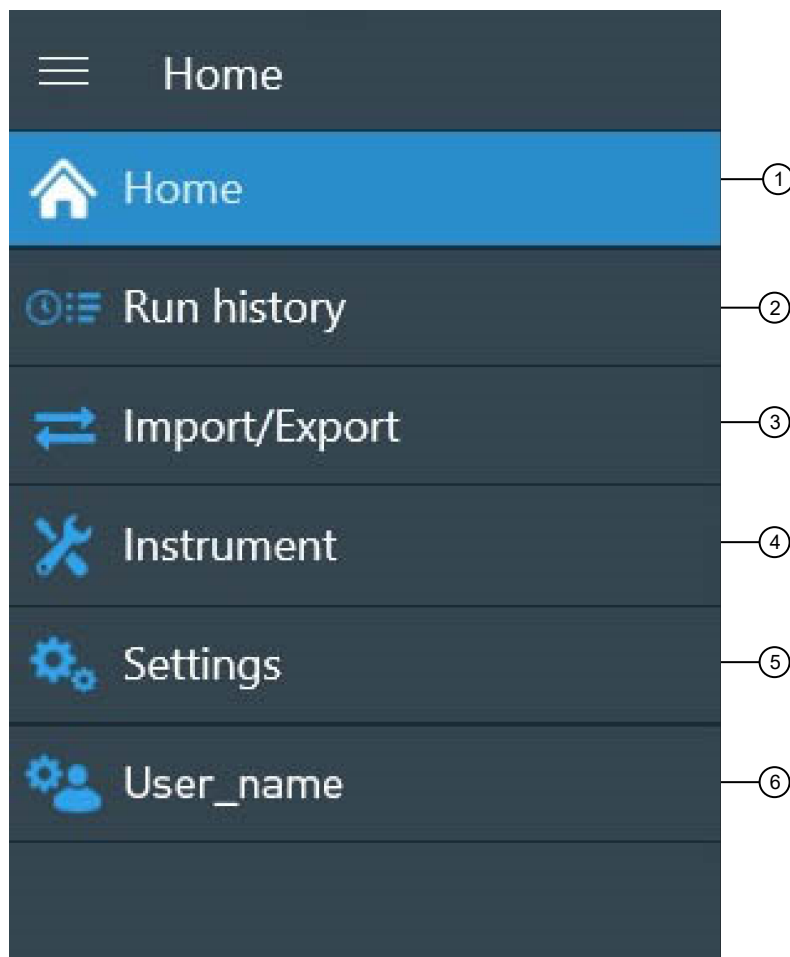 Home
Home 1
Run history 2
Import/Export 3
Instrument 4
Settings 5
User_name 6